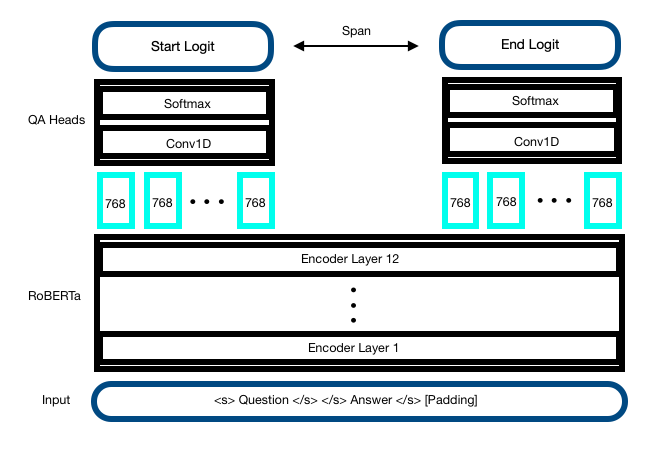 Start Logit
Span
End Logit
QA Heads
Softmax
Softmax
Conv1D
Conv1D
768 768 • • • 768
768 768 • • • 768
Encoder Layer 12
RoBERTa
Encoder Layer 1
Input
<s> Question </s> </s> Answer </s> [Padding]